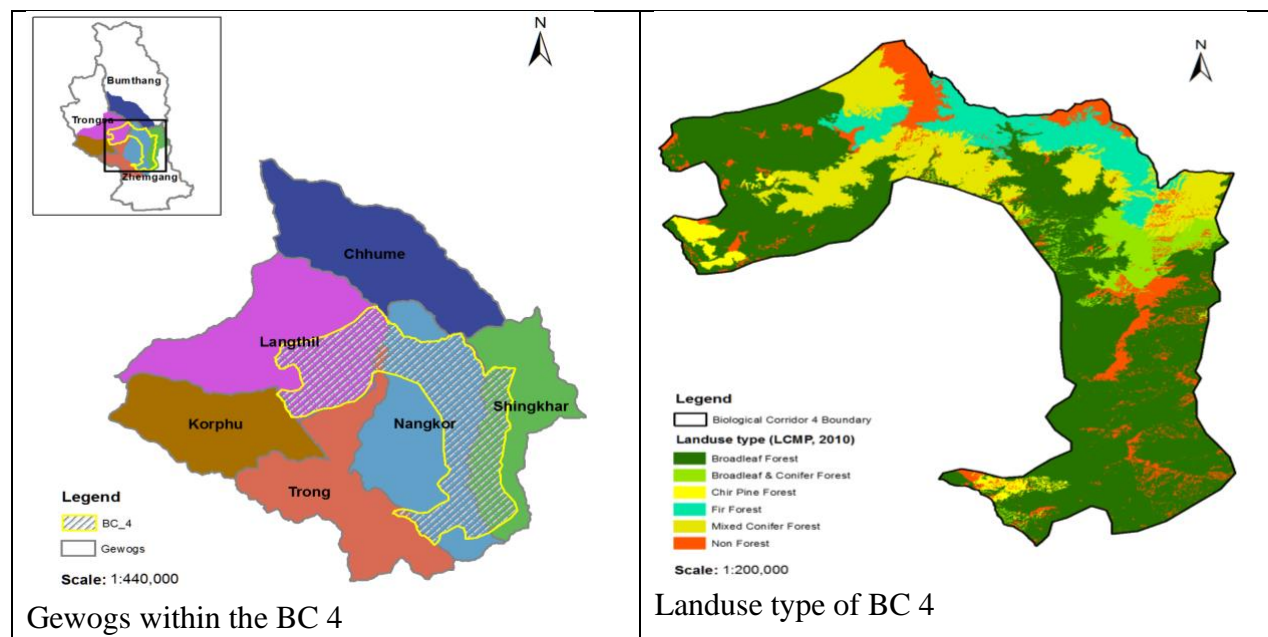 Bumthang
Trongsa
Zhemgang
N
Chhume
Langthil
Korphu
Nangkor
Shingkhar
Trong
Legend
BC_4
Gewogs
Scale: 1:440,000
Gewogs within the BC 4
N
Legend
Biological Corridor 4 Boundary
Landuse type (LCMP, 2010)
Broadleaf Forest
Broadleaf & Conifer Forest
Chir Pine Forest
Fir Forest
Mixed Conifer Forest
Non Forest
Scale: 1:200,000
Landuse type of BC 4